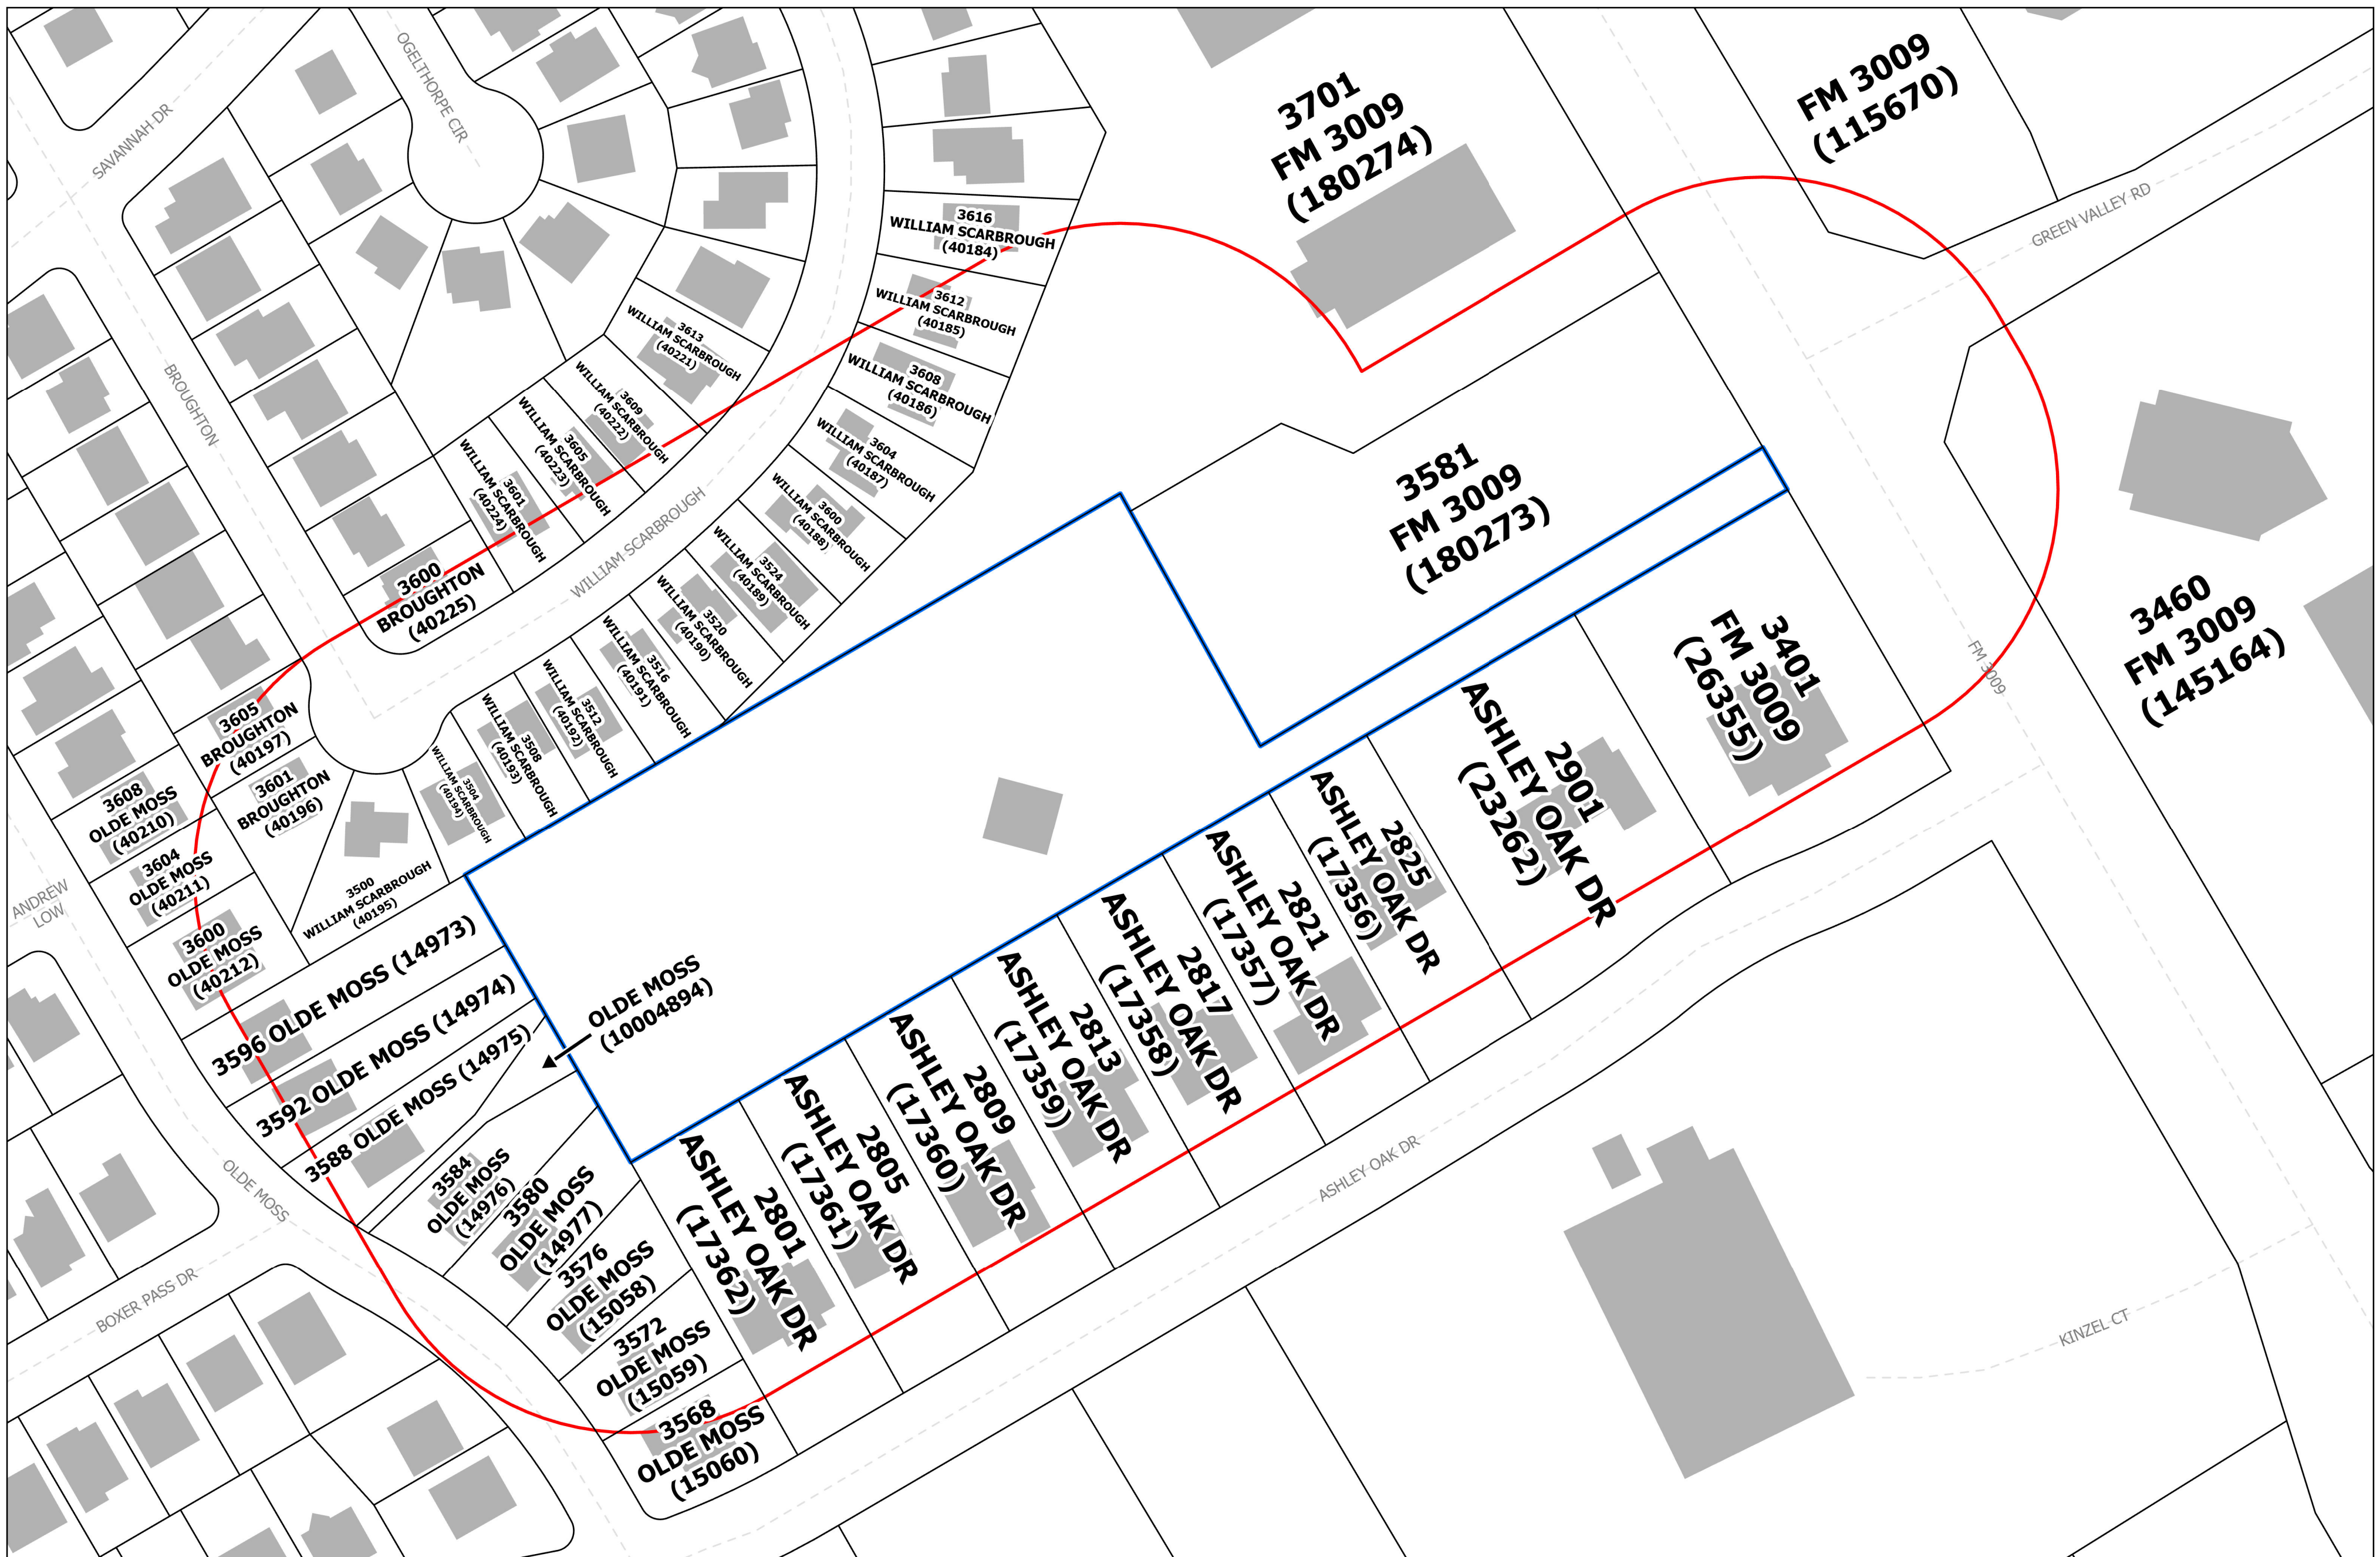 SAVANNAH DR
OGELTHORPE CIR
BROUGHTON
WILLIAM SCARBROUGH
GREEN VALLEY RD
FM 3009
ANDREW
LOW
OLDE MOSS
BOXER PASS DR
ASHLEY OAK DR
KINZEL CT
3701
FM 3009
(180274)
FM 3009
(115670)
3581
FM 3009
(180273)
3460
FM 3009
(145164)
3401
FM 3009
(26355)
3616
WILLIAM SCARBROUGH
(40184)
3612
WILLIAM SCARBROUGH
(40185)
3608
WILLIAM SCARBROUGH
(40186)
3604
WILLIAM SCARBROUGH
(40187)
3600
WILLIAM SCARBROUGH
(40188)
3524
WILLIAM SCARBROUGH
(40189)
3520
WILLIAM SCARBROUGH
(40190)
3516
WILLIAM SCARBROUGH
(40191)
3512
WILLIAM SCARBROUGH
(40192)
3508
WILLIAM SCARBROUGH
(40193)
3504
WILLIAM SCARBROUGH
(40194)
3500
WILLIAM SCARBROUGH
(40195)
3613
WILLIAM SCARBROUGH
(40221)
3609
WILLIAM SCARBROUGH
(40222)
3605
WILLIAM SCARBROUGH
(40223)
3601
WILLIAM SCARBROUGH
(40224)
3600
BROUGHTON
(40225)
3605
BROUGHTON
(40197)
3601
BROUGHTON
(40196)
3608
OLDE MOSS
(40210)
3604
OLDE MOSS
(40211)
3600
OLDE MOSS
(40212)
3596 OLDE MOSS (14973)
3592 OLDE MOSS (14974)
3588 OLDE MOSS (14975)
OLDE MOSS
(10004894)
3584
OLDE MOSS
(14976)
3580
OLDE MOSS
(14977)
3576
OLDE MOSS
(15058)
3572
OLDE MOSS
(15059)
3568
OLDE MOSS
(15060)
2801
ASHLEY OAK DR
(17362)
2805
ASHLEY OAK DR
(17361)
2809
ASHLEY OAK DR
(17360)
2813
ASHLEY OAK DR
(17359)
2817
ASHLEY OAK DR
(17358)
2821
ASHLEY OAK DR
(17357)
2825
ASHLEY OAK DR
(17356)
2901
ASHLEY OAK DR
(23262)